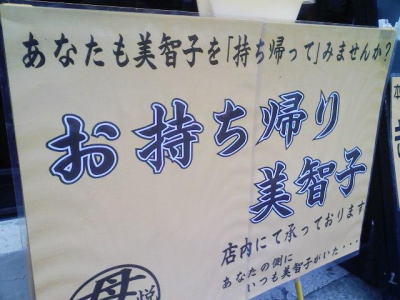 あなたも美智子を「持ち帰って」みませんか?
お持ち帰り
美智子
店内にて承っております
あなたの側に
いつも美智子がいた・・・